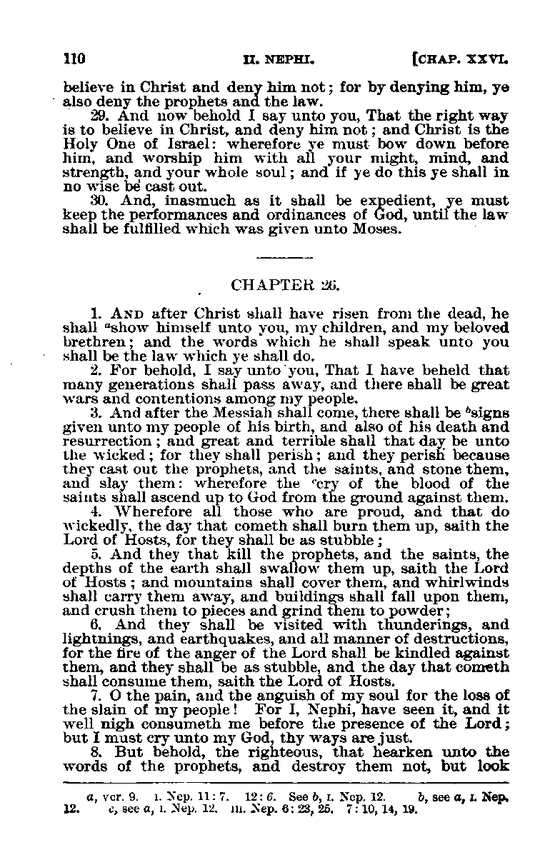 110 II. NEPHI. [CHAP. XXVI.
believe in Christ and deny him not; for by denying him, ye
also deny the prophets and the law.
29. And now behold I say unto you, That the right way
is to believe in Christ, and deny him not; and Christ is the
Holy One of Israel: wherefore ye must bow down before
him, and worship him with all your might, mind, and
strength, and your whole soul; and if ye do this ye shall in
no wise be cast out.
30. And, inasmuch as it shall be expedient, ye must
keep the performances and ordinances of God, until the law
shall be fulfilled which was given unto Moses.
CHAPTER 26.
1. AND after Christ shall have risen from the dead, he
shall ᵃshow himself unto you, my children, and my beloved
brethren; and the words which he shall speak unto you
shall be the law which ye shall do.
2. For behold, I say unto you, That I have beheld that
many generations shall pass away, and there shall be great
wars and contentions among my people.
3. And after the Messiah shall come, there shall be ᵇsigns
given unto my people of his birth, and also of his death and
resurrection; and great and terrible shall that day be unto
the wicked; for they shall perish; and they perish because
they cast out the prophets, and the saints, and stone them,
and slay them: wherefore the ᶜcry of the blood of the
saints shall ascend up to God from the ground against them.
4. Wherefore all those who are proud, and that do
wickedly, the day that cometh shall burn them up, saith the
Lord of Hosts, for they shall be as stubble;
5. And they that kill the prophets, and the saints, the
depths of the earth shall swallow them up, saith the Lord
of Hosts; and mountains shall cover them, and whirlwinds
shall carry them away, and buildings shall fall upon them,
and crush them to pieces and grind them to powder;
6. And they shall be visited with thunderings, and
lightnings, and earthquakes, and all manner of destructions,
for the fire of the anger of the Lord shall be kindled against
them, and they shall be as stubble, and the day that cometh
shall consume them, saith the Lord of Hosts.
7. O the pain, and the anguish of my soul for the loss of
the slain of my people! For I, Nephi, have seen it, and it
well nigh consumeth me before the presence of the Lord;
but I must cry unto my God, thy ways are just.
8. But behold, the righteous, that hearken unto the
words of the prophets, and destroy them not, but look
a, ver. 9. I. Nep. 11:7. 12:6. See b, I. Nep. 12. b, see a, I. Nep.
12. c, see a, I. Nep. 12. III. Nep. 6:23, 25. 7:10, 14, 19.